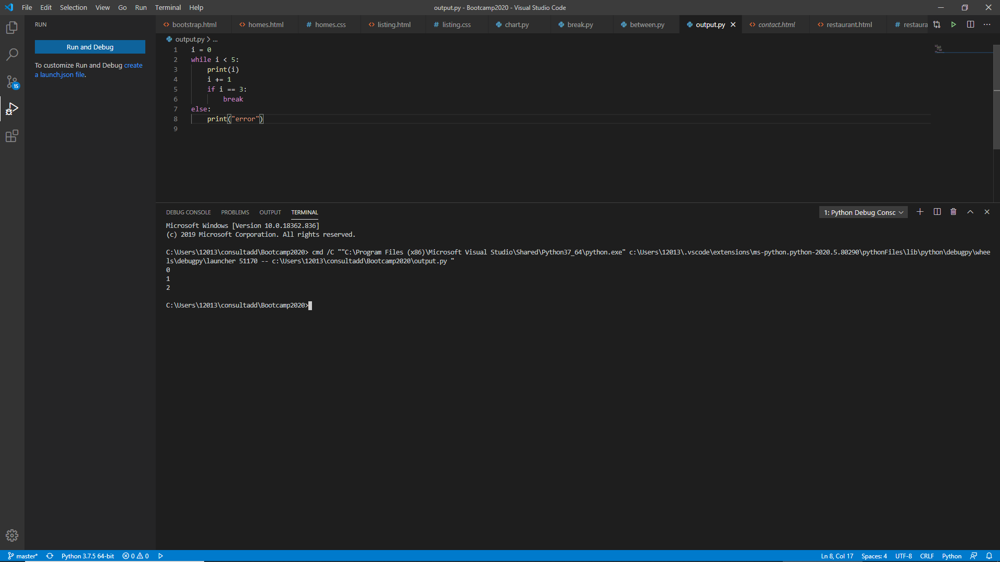 File Edit Selection View Go Run Terminal Help
output.py - Bootcamp2020 - Visual Studio Code
RUN
bootstrap.html
homes.html
# homes.css
listing.html
# listing.css
chart.py
break.py
between.py
output.py
contact.html
restaurant.html
# restaura
Run and Debug
To customize Run and Debug create
a launch.json file.
15
output.py > ...
1 i = 0
2 while i < 5:
3 print(i)
4 i += 1
5 if i == 3:
6 break
7 else:
8 print("error")
9
DEBUG CONSOLE PROBLEMS OUTPUT TERMINAL
1: Python Debug Consc
Microsoft Windows [Version 10.0.18362.836]
(c) 2019 Microsoft Corporation. All rights reserved.
C:\Users\12013\consultadd\Bootcamp2020> cmd /C ""C:\Program Files (x86)\Microsoft Visual Studio\Shared\Python37_64\python.exe" c:\Users\12013\.vscode\extensions\ms-python.python-2020.5.80290\pythonFiles\lib\python\debugpy\whee
ls\debugpy\launcher 51170 -- c:\Users\12013\consultadd\Bootcamp2020\output.py "
0
1
2
C:\Users\12013\consultadd\Bootcamp2020>
master* Python 3.7.5 64-bit 0 0
Ln 8, Col 17 Spaces: 4 UTF-8 CRLF Python